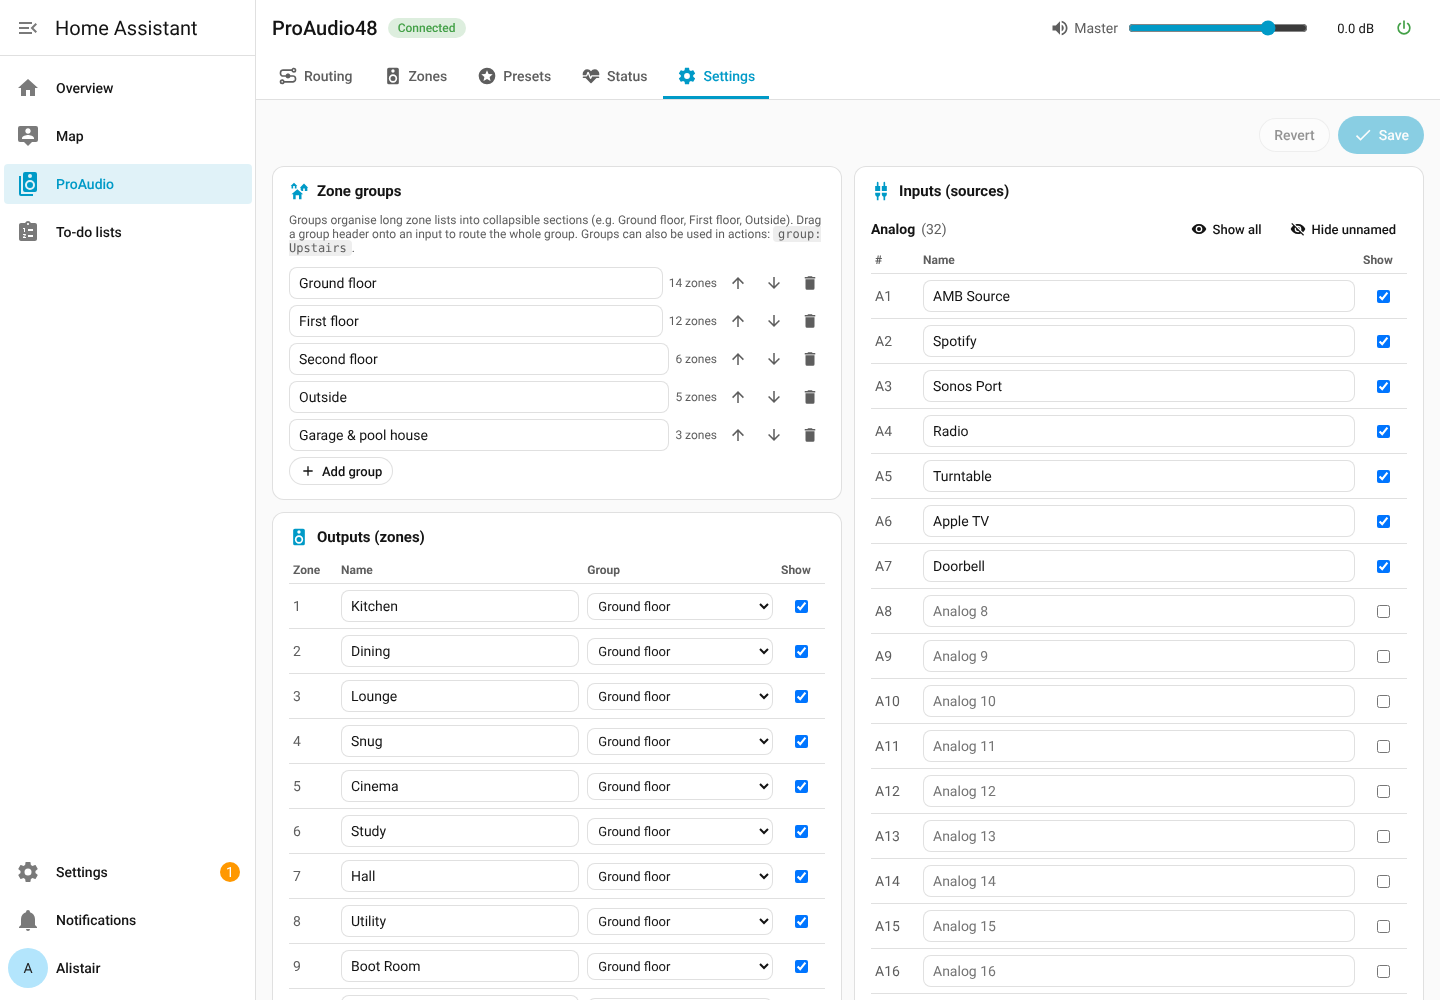 Home Assistant
Overview
Map
ProAudio
To-do lists
Settings
1
Notifications
A
Alistair
ProAudio48
Connected
Master
0.0 dB
Routing
Zones
Presets
Status
Settings
Revert
Save
Zone groups
Groups organise long zone lists into collapsible sections (e.g. Ground floor, First floor, Outside). Drag
a group header onto an input to route the whole group. Groups can also be used in actions: group:
Upstairs .
Ground floor 14 zones
First floor 12 zones
Second floor 6 zones
Outside 5 zones
Garage & pool house 3 zones
Add group
Outputs (zones)
Zone Name Group Show
1 Kitchen Ground floor
2 Dining Ground floor
3 Lounge Ground floor
4 Snug Ground floor
5 Cinema Ground floor
6 Study Ground floor
7 Hall Ground floor
8 Utility Ground floor
9 Boot Room Ground floor
Inputs (sources)
Analog (32) Show all Hide unnamed
# Name Show
A1 AMB Source
A2 Spotify
A3 Sonos Port
A4 Radio
A5 Turntable
A6 Apple TV
A7 Doorbell
A8 Analog 8
A9 Analog 9
A10 Analog 10
A11 Analog 11
A12 Analog 12
A13 Analog 13
A14 Analog 14
A15 Analog 15
A16 Analog 16